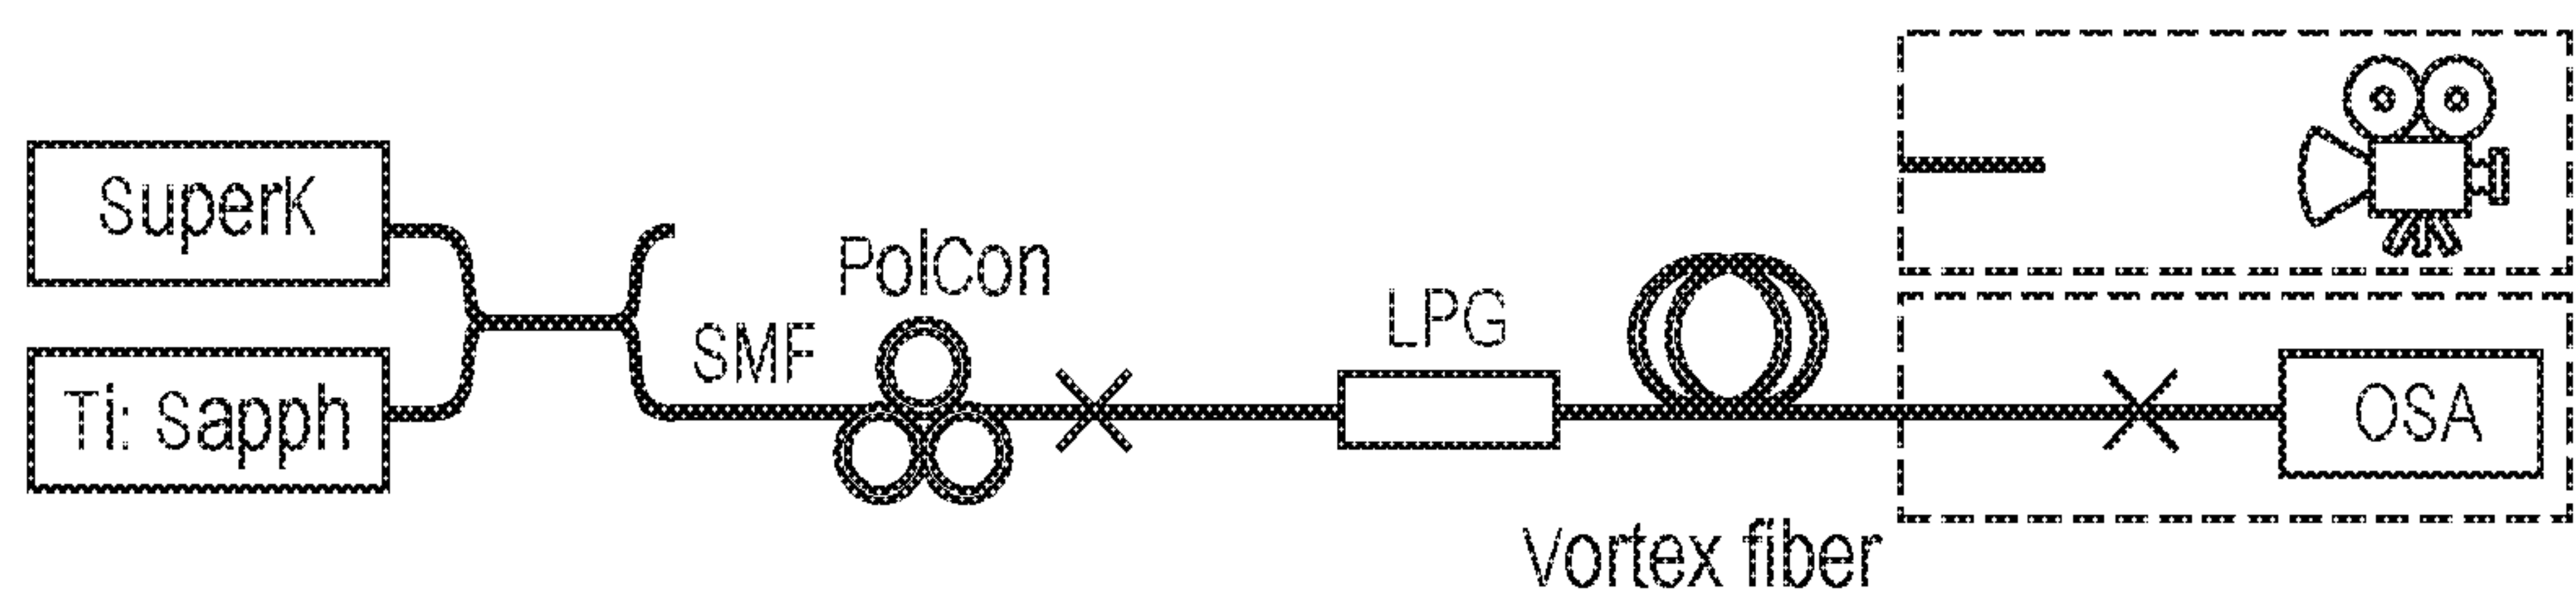 SuperK
Ti: Sapph
SMF
PolCon
LPG
Vortex fiber
OSA